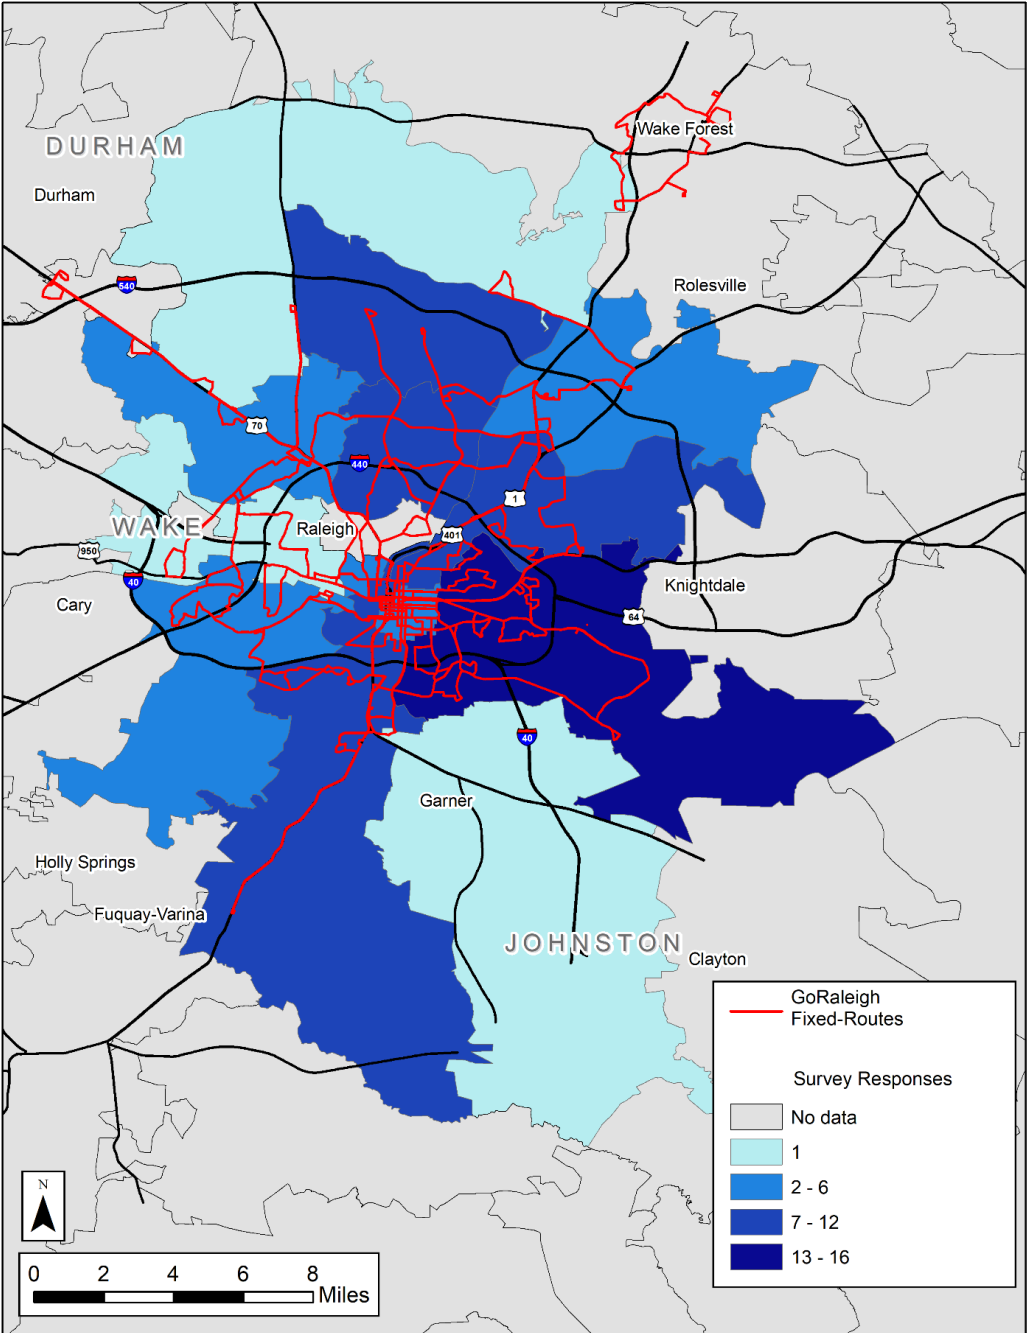 Wake Forest
DURHAM
Durham
540
Rolesville
70
440
1
WAKE
Raleigh
401
950
40
Cary
Knightdale
64
40
Garner
Holly Springs
Fuquay-Varina
JOHNSTON
Clayton
GoRaleigh
Fixed-Routes
Survey Responses
No data
1
2 - 6
7 - 12
13 - 16
N
0 2 4 6 8
Miles